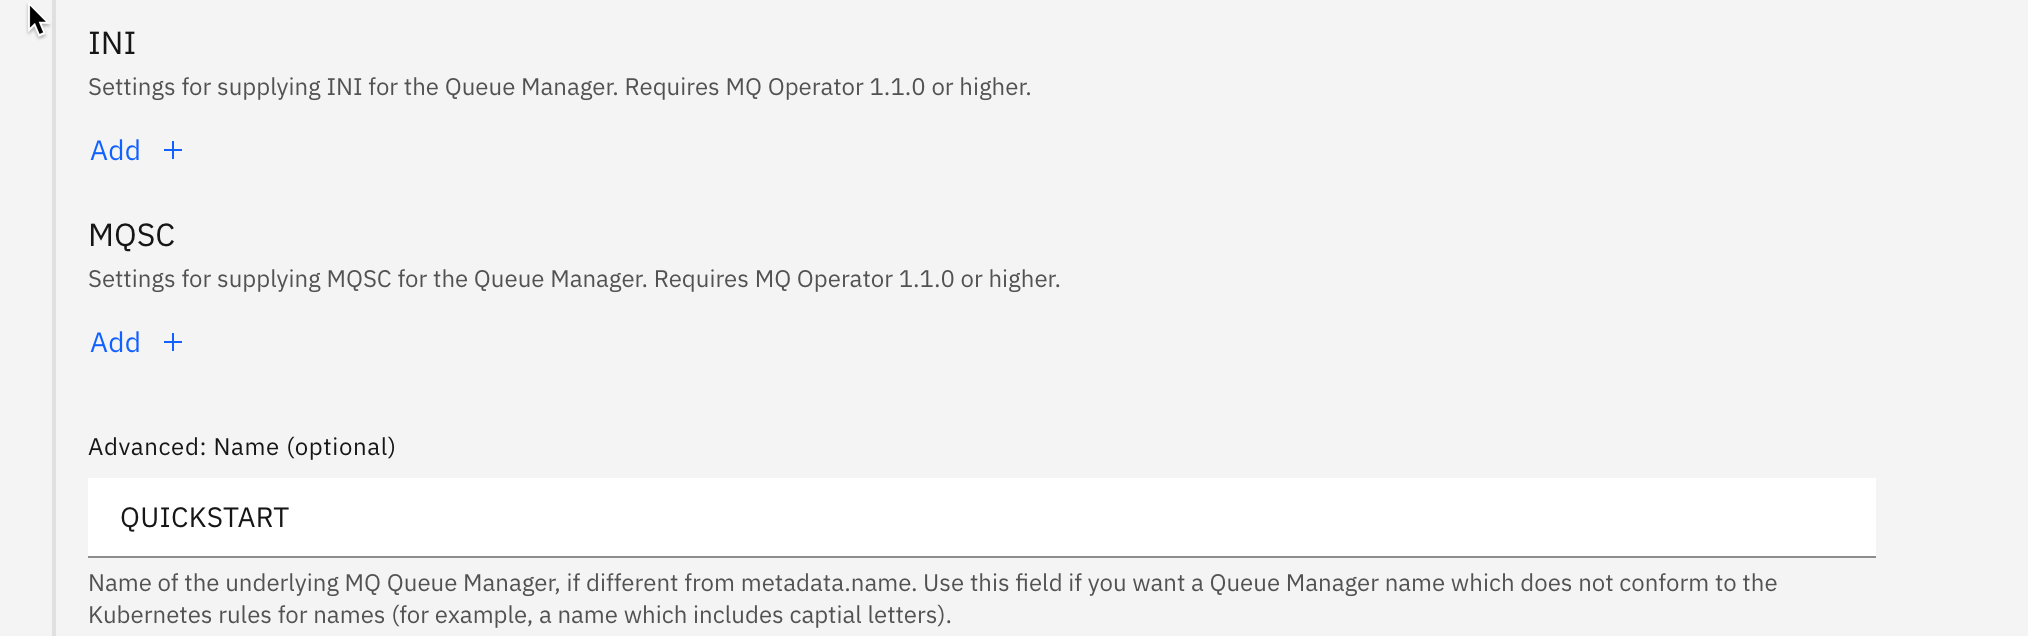 INI
Settings for supplying INI for the Queue Manager. Requires MQ Operator 1.1.0 or higher.
Add +
MQSC
Settings for supplying MQSC for the Queue Manager. Requires MQ Operator 1.1.0 or higher.
Add +
Advanced: Name (optional)
QUICKSTART
Name of the underlying MQ Queue Manager, if different from metadata.name. Use this field if you want a Queue Manager name which does not conform to the
Kubernetes rules for names (for example, a name which includes captial letters).